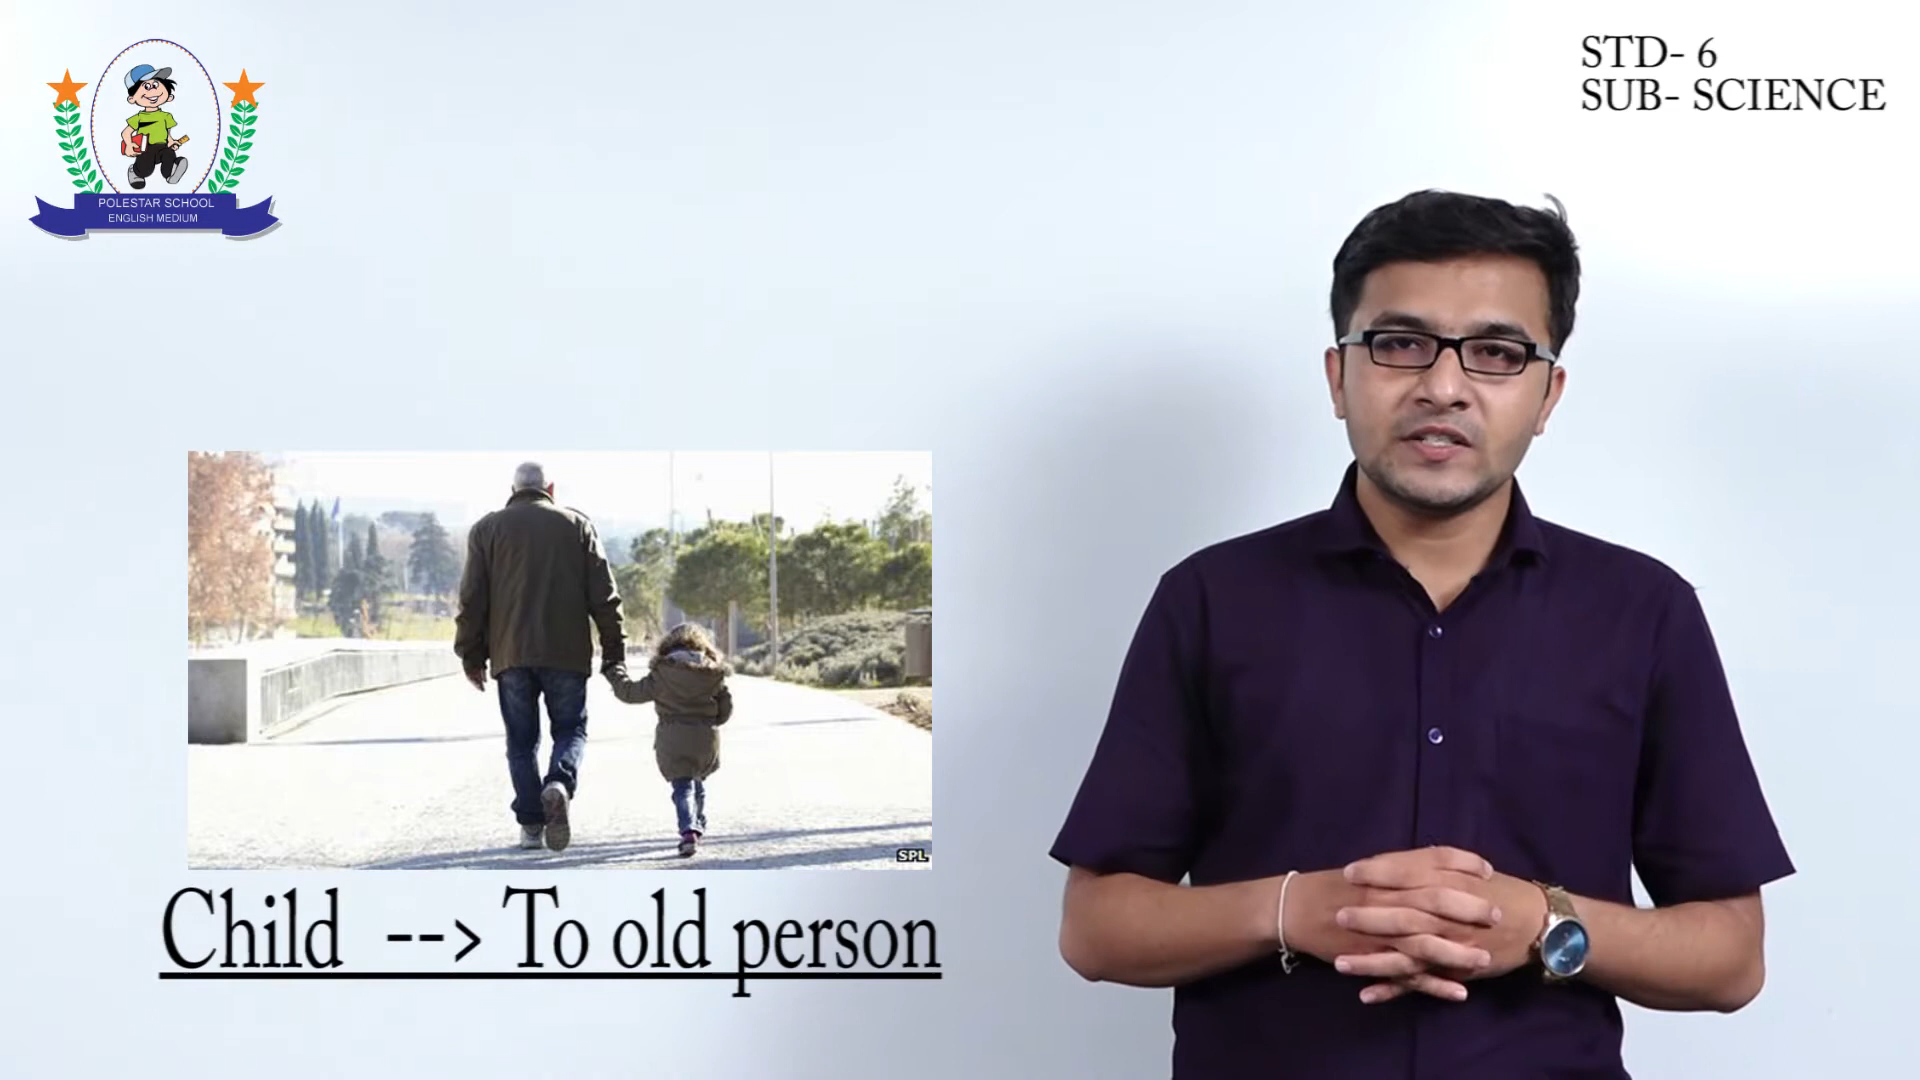 POLESTAR SCHOOL
ENGLISH MEDIUM
STD- 6
SUB- SCIENCE
SPL
Child --> To old person